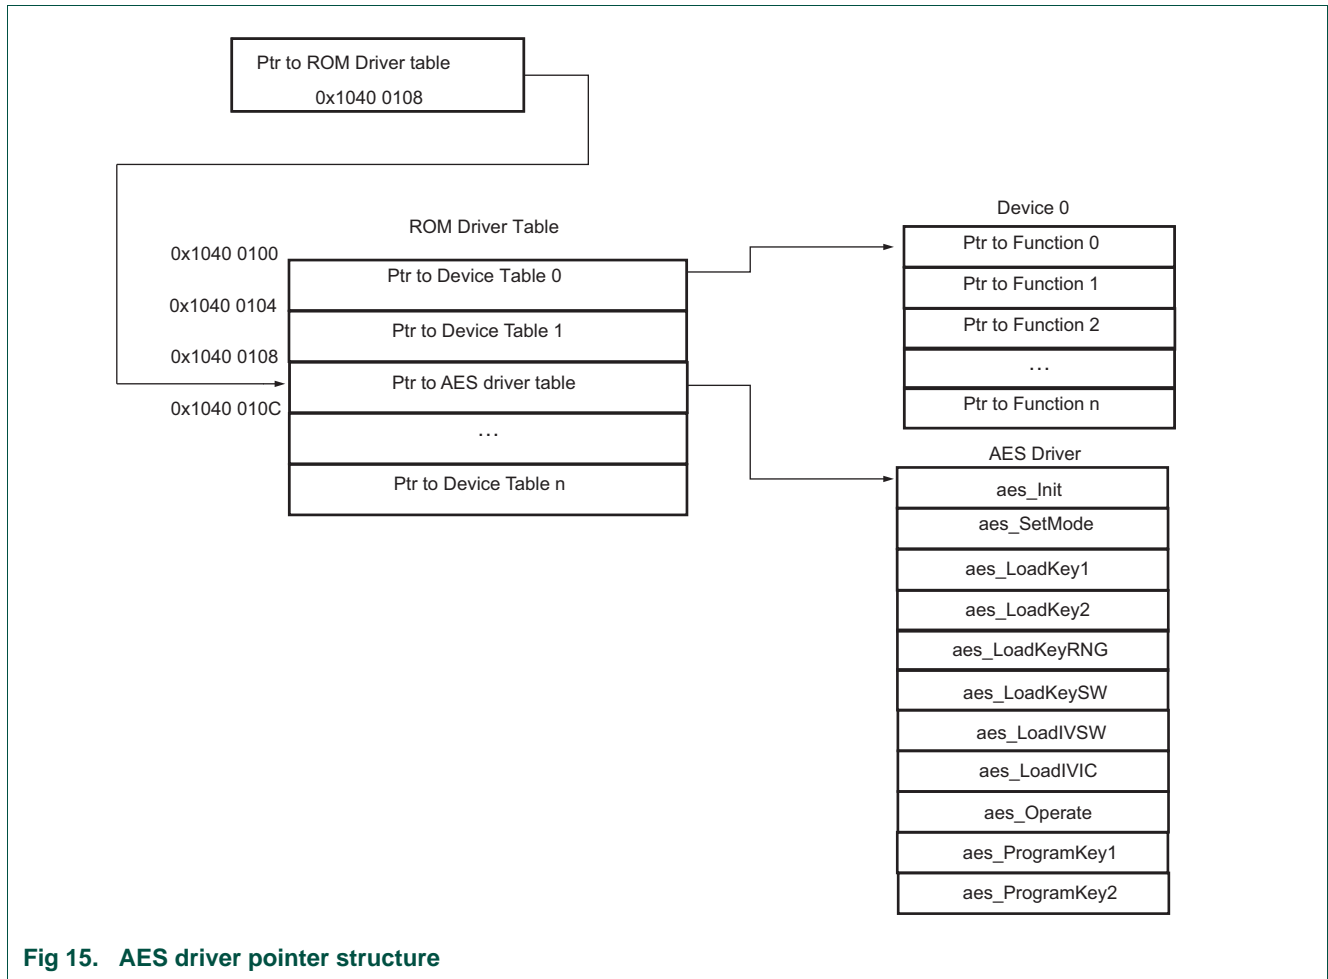 Ptr to ROM Driver table
0x1040 0108
ROM Driver Table
0x1040 0100
Ptr to Device Table 0
0x1040 0104
Ptr to Device Table 1
0x1040 0108
Ptr to AES driver table
0x1040 010C
...
Ptr to Device Table n
Device 0
Ptr to Function 0
Ptr to Function 1
Ptr to Function 2
...
Ptr to Function n
AES Driver
aes_Init
aes_SetMode
aes_LoadKey1
aes_LoadKey2
aes_LoadKeyRNG
aes_LoadKeySW
aes_LoadIVSW
aes_LoadIVIC
aes_Operate
aes_ProgramKey1
aes_ProgramKey2
Fig 15. AES driver pointer structure